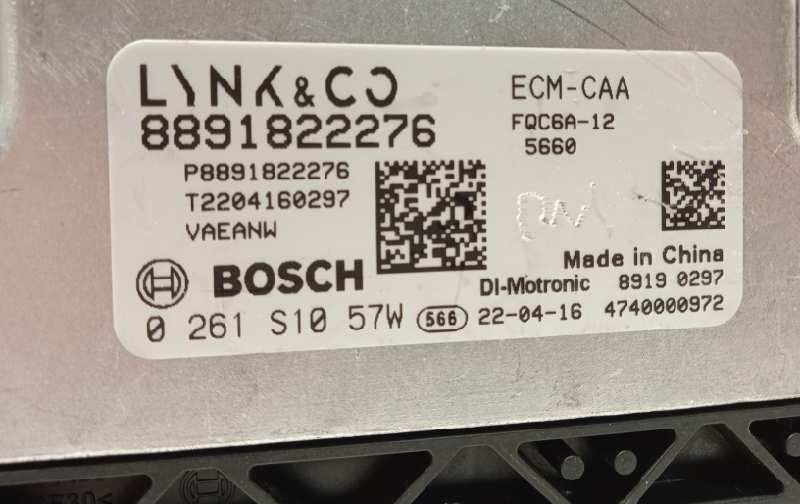 LYNK&CO
8891822276
ECM-CAA
FQC6A-12
5660
P8891822276
T2204160297
VAEANW
BOSCH
0 261 S10 57W 566 22-04-16
Made in China
DI-Motronic 8919 0297
4740000972